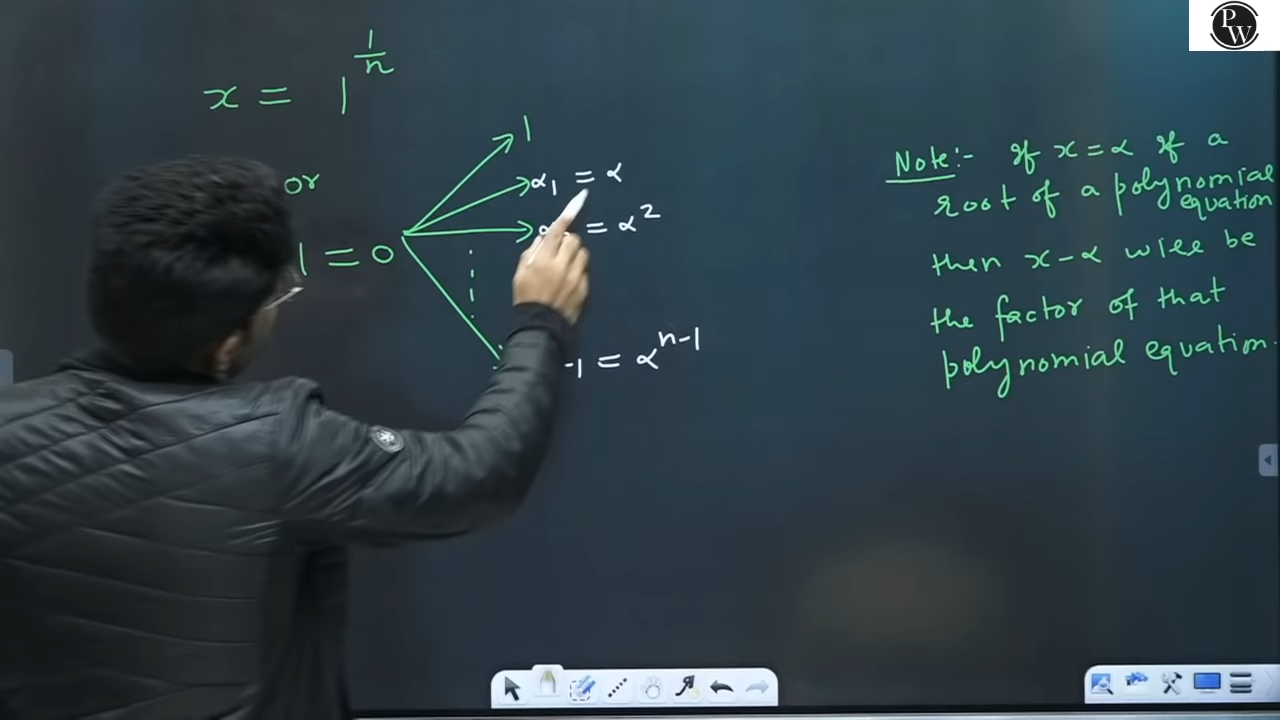 x = 1^{1/n}
or
1 = 0
1
α₁ = α
= α²
-1 = α^{n-1}
Note:- If x = α if a
root of a polynomial
equation
then x - α will be
the factor of that
polynomial equation.
P
W